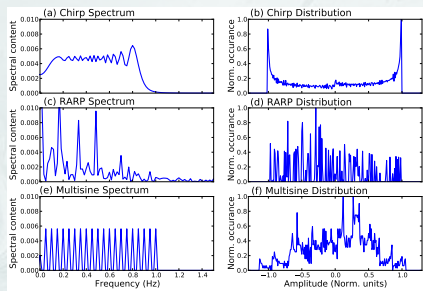 (a) Chirp Spectrum
Spectral content
0.010
0.008
0.006
0.004
0.002
0.000
(b) Chirp Distribution
Norm. occurance
1.0
0.8
0.6
0.4
0.2
0.0
(c) RARP Spectrum
Spectral content
0.010
0.008
0.006
0.004
0.002
0.000
(d) RARP Distribution
Norm. occurance
1.0
0.8
0.6
0.4
0.2
0.0
(e) Multisine Spectrum
Spectral content
0.010
0.008
0.006
0.004
0.002
0.000
0.0 0.2 0.4 0.6 0.8 1.0 1.2 1.4
Frequency (Hz)
(f) Multisine Distribution
Norm. occurance
1.0
0.8
0.6
0.4
0.2
0.0
-1.0 -0.5 0.0 0.5 1.0
Amplitude (Norm. units)